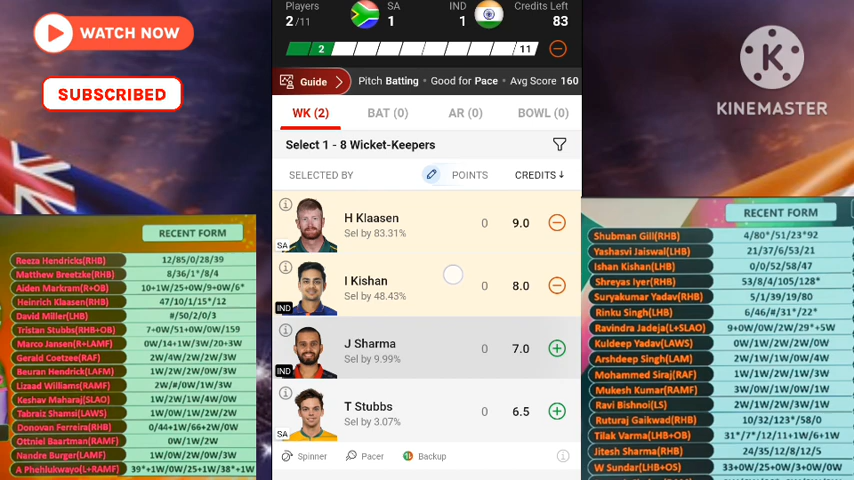 WATCH NOW
SUBSCRIBED
RECENT FORM
Reeza Hendricks(RHB) 12/85/0/28/39
Matthew Breetzke(RHB) 8/36/1*/8/4
Aiden Markram(R+OB) 10+1W/25+0W/9+0W/6*
Heinrich Klaasen(RHB) 47/10/1/15*/12
David Miller(LHB) #/50/2/0/3
Tristan Stubbs(RHB+OB) 7+0W/51+0W/0W/0W/159
Marco Jansen(R+LAMF) 0W/14+1W/3W/20+3W
Gerald Coetzee(RAF) 2W/4W/2W/2W/3W
Beuran Hendrick(LAFM) 1W/2W/2W/0W/3W
Lizaad Williams(RAMF) 2W/#/0W/1W/3W
Keshav Maharaj(SLAO) 1W/2W/1W/4W/0W
Tabraiz Shamsi(LAWS) 1W/0W/1W/2W/2W
Donovan Ferreira(RHB) 0/44+1W/66+2W/0W
Ottniel Baartman(RAMF) 0W/1W/2W
Nandre Burger(LAMF) 1W/0W/2W/0W/3W
A Phehlukwayo(L+RAMF) 39*+1W/0W/25+1W/38*+1W
Players
2/11
SA
1
IND
1
Credits Left
83
2 11
Guide Pitch Batting • Good for Pace • Avg Score 160
WK (2) BAT (0) AR (0) BOWL (0)
Select 1 - 8 Wicket-Keepers
SELECTED BY POINTS CREDITS↓
H Klaasen
Sel by 83.31%
0 9.0
SA
I Kishan
Sel by 48.43%
0 8.0
IND
J Sharma
Sel by 9.99%
0 7.0
IND
T Stubbs
Sel by 3.07%
0 6.5
SA
Spinner Pacer Backup
K
KINEMASTER
RECENT FORM
Shubman Gill(RHB) 4/80*/51/23*92
Yashasvi Jaiswal(LHB) 21/37/6/53/21
Ishan Kishan(LHB) 0/0/52/58/47
Shreyas Iyer(RHB) 53/8/4/105/128*
Suryakumar Yadav(RHB) 5/1/39/19/80
Rinku Singh(LHB) 6/46/#/31*/22*
Ravindra Jadeja(L+SLAO) 9+0W/0W/2W/29*+5W
Kuldeep Yadav(LAWS) 0W/1W/2W/2W/0W
Arshdeep Singh(LAM) 2W/1W/1W/0W/4W
Mohammed Siraj(RAF) 1W/1W/1W/0W/3W
Mukesh Kumar(RAMF) 3W/0W/1W/0W/1W
Ravi Bishnoi(LS) 2W/1W/2W/3W/1W
Ruturaj Gaikwad(RHB) 10/32/123*/58/0
Tilak Varma(LHB+OB) 31*/7*/12/11+1W/6+1W
Jitesh Sharma(RHB) 24/35/12/8/12/5
W Sundar(LHB+OS) 33+0W/25+0W/3+0W/0W